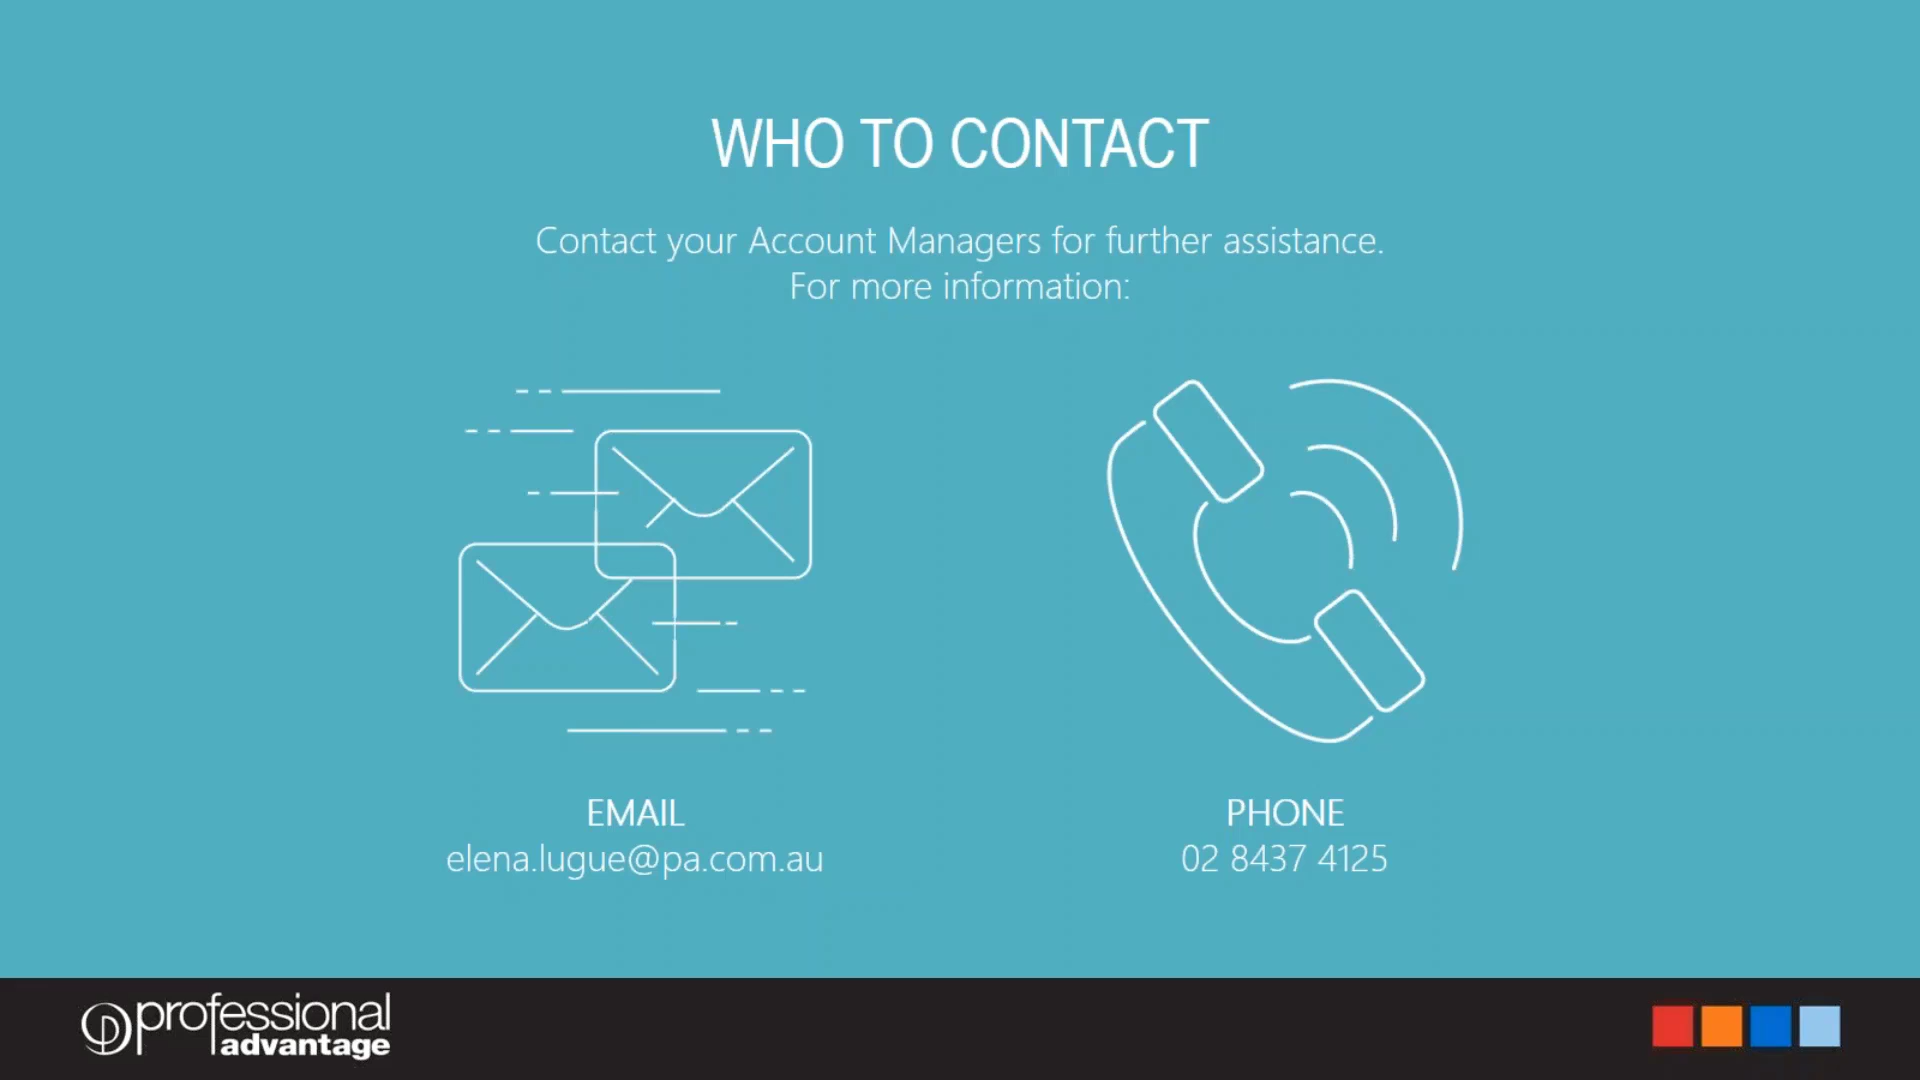 WHO TO CONTACT
Contact your Account Managers for further assistance.
For more information:
EMAIL
elena.lugue@pa.com.au
PHONE
02 8437 4125
professional
advantage